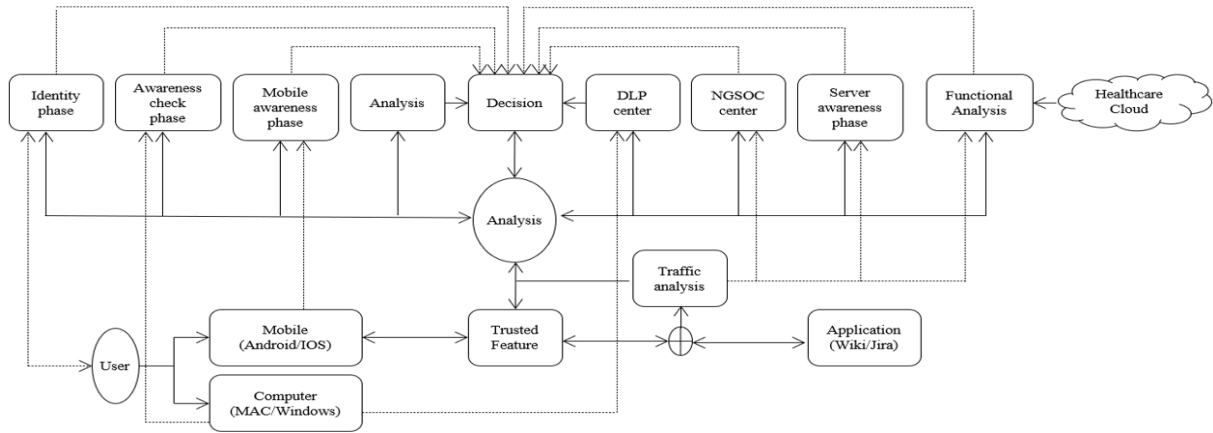 Identity
phase
Awareness
check
phase
Mobile
awareness
phase
Analysis
Decision
DLP
center
NGSOC
center
Server
awareness
phase
Functional
Analysis
Healthcare
Cloud
Analysis
Traffic
analysis
User
Mobile
(Android/IOS)
Trusted
Feature
Application
(Wiki/Jira)
Computer
(MAC/Windows)